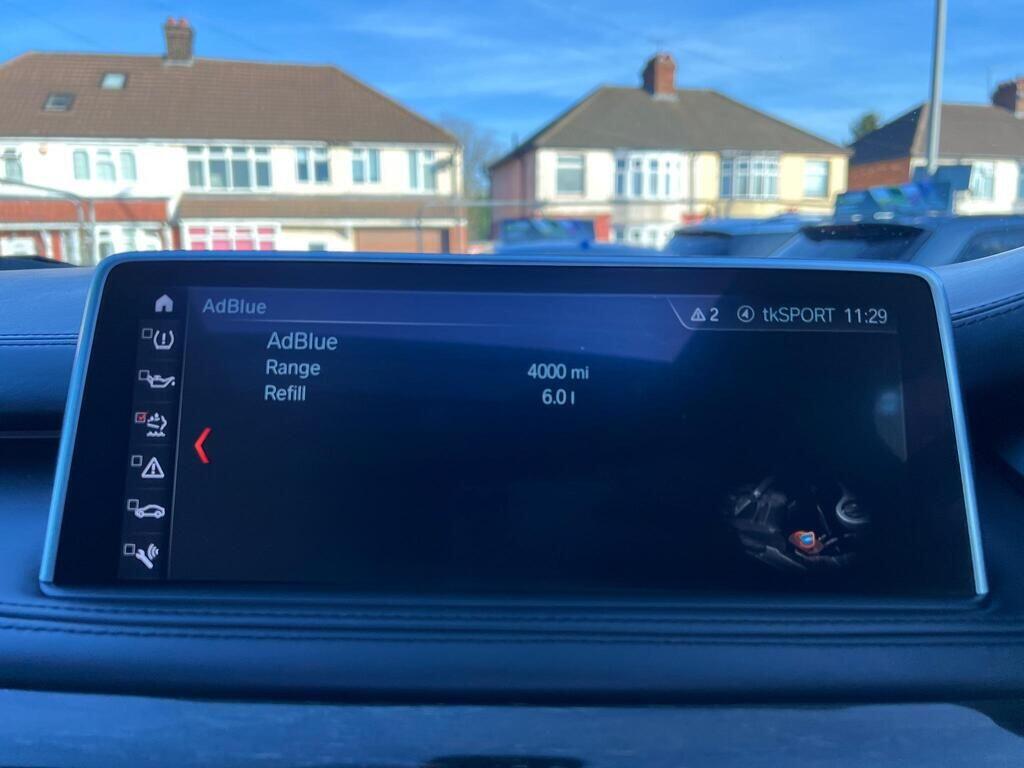 AdBlue
2 tkSPORT 11:29
AdBlue
Range 4000 mi
Refill 6.0 l